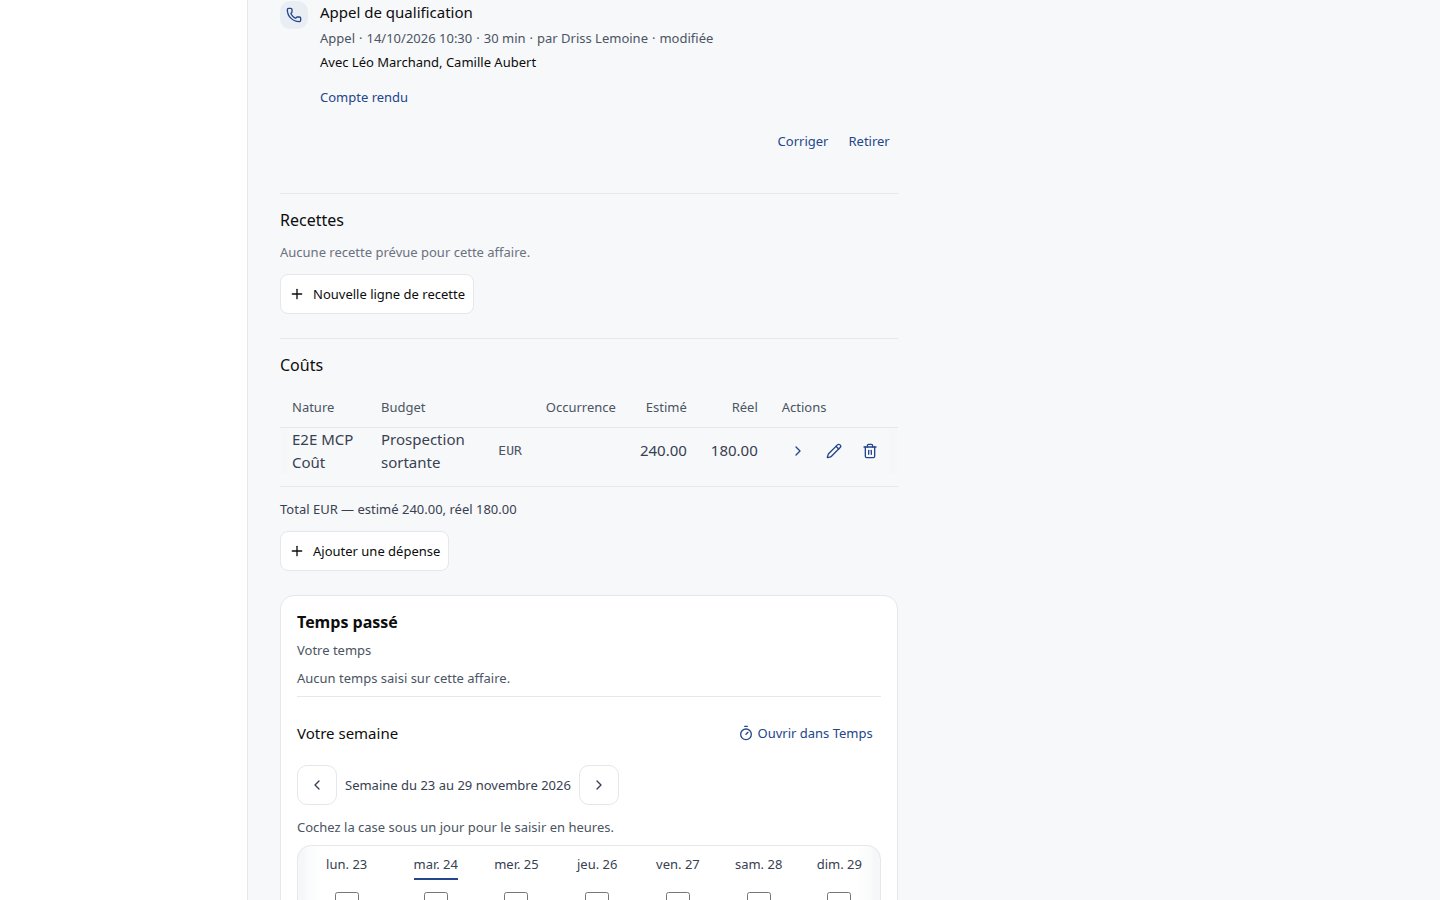 Appel de qualification
Appel · 14/10/2026 10:30 · 30 min · par Driss Lemoine · modifiée
Avec Léo Marchand, Camille Aubert
Compte rendu
Corriger Retirer
Recettes
Aucune recette prévue pour cette affaire.
Nouvelle ligne de recette
Coûts
Nature Budget Occurrence Estimé Réel Actions
E2E MCP Coût Prospection sortante EUR 240.00 180.00
Total EUR — estimé 240.00, réel 180.00
Ajouter une dépense
Temps passé
Votre temps
Aucun temps saisi sur cette affaire.
Votre semaine Ouvrir dans Temps
Semaine du 23 au 29 novembre 2026
Cochez la case sous un jour pour le saisir en heures.
lun. 23 mar. 24 mer. 25 jeu. 26 ven. 27 sam. 28 dim. 29